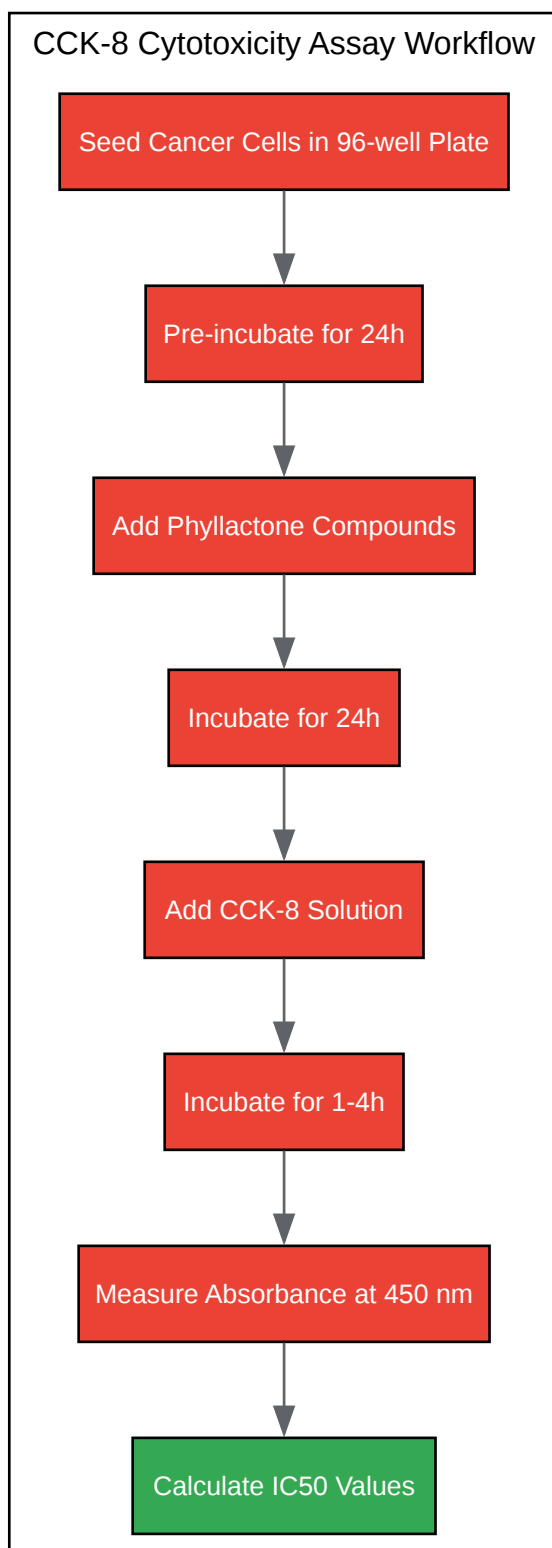 CCK-8 Cytotoxicity Assay Workflow
Seed Cancer Cells in 96-well Plate
Pre-incubate for 24h
Add Phyllactone Compounds
Incubate for 24h
Add CCK-8 Solution
Incubate for 1-4h
Measure Absorbance at 450 nm
Calculate IC50 Values